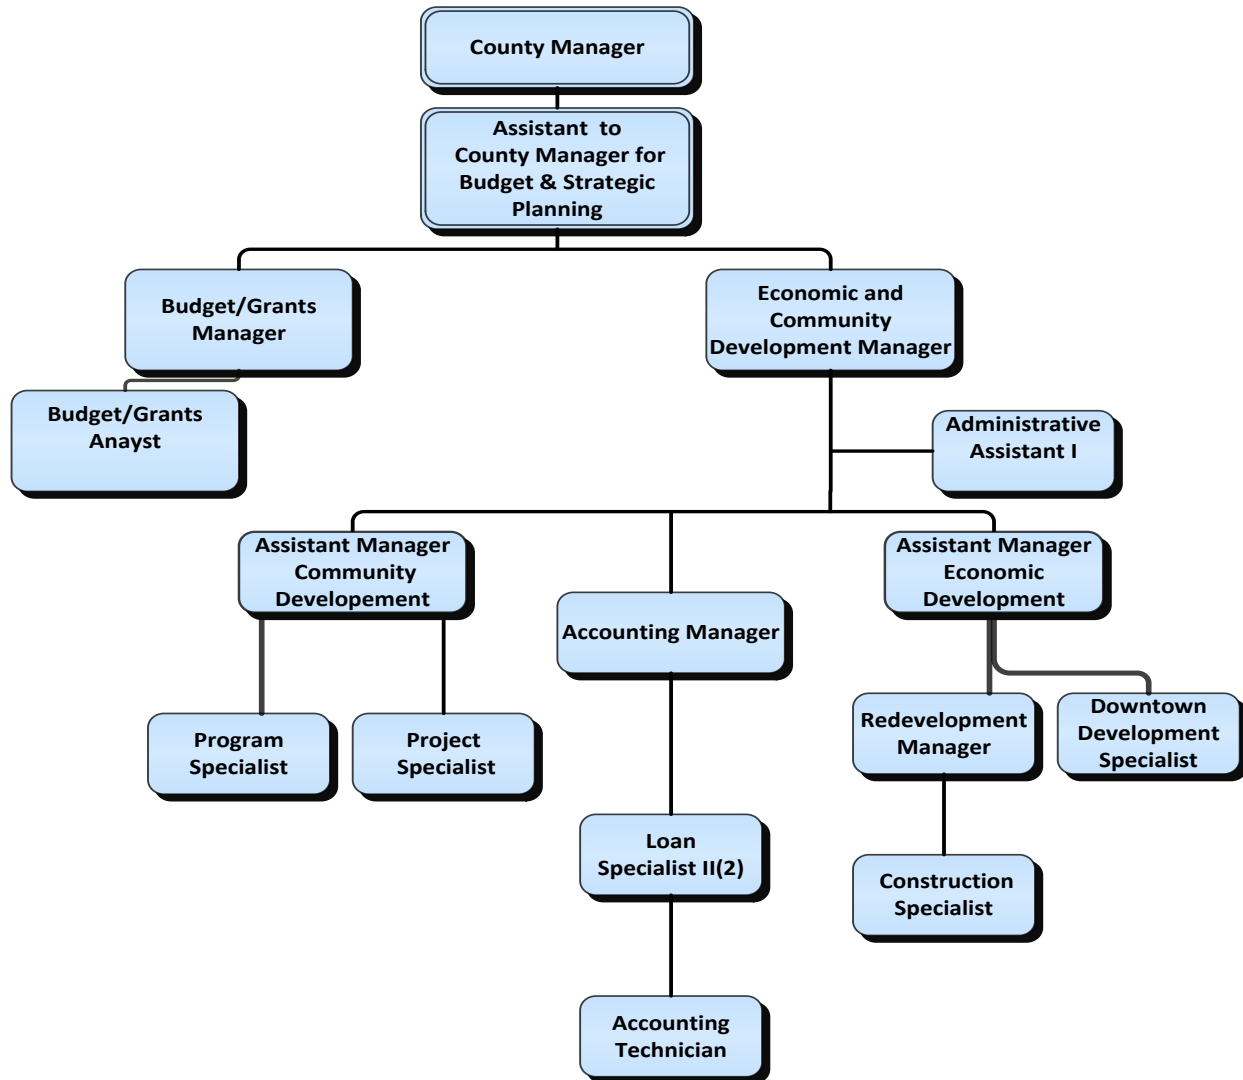 County Manager
Assistant to
County Manager for
Budget & Strategic
Planning
Budget/Grants
Manager
Economic and
Community
Development Manager
Budget/Grants
Anayst
Administrative
Assistant I
Assistant Manager
Community
Developement
Accounting Manager
Assistant Manager
Economic
Development
Program
Specialist
Project
Specialist
Redevelopment
Manager
Downtown
Development
Specialist
Loan
Specialist II(2)
Construction
Specialist
Accounting
Technician